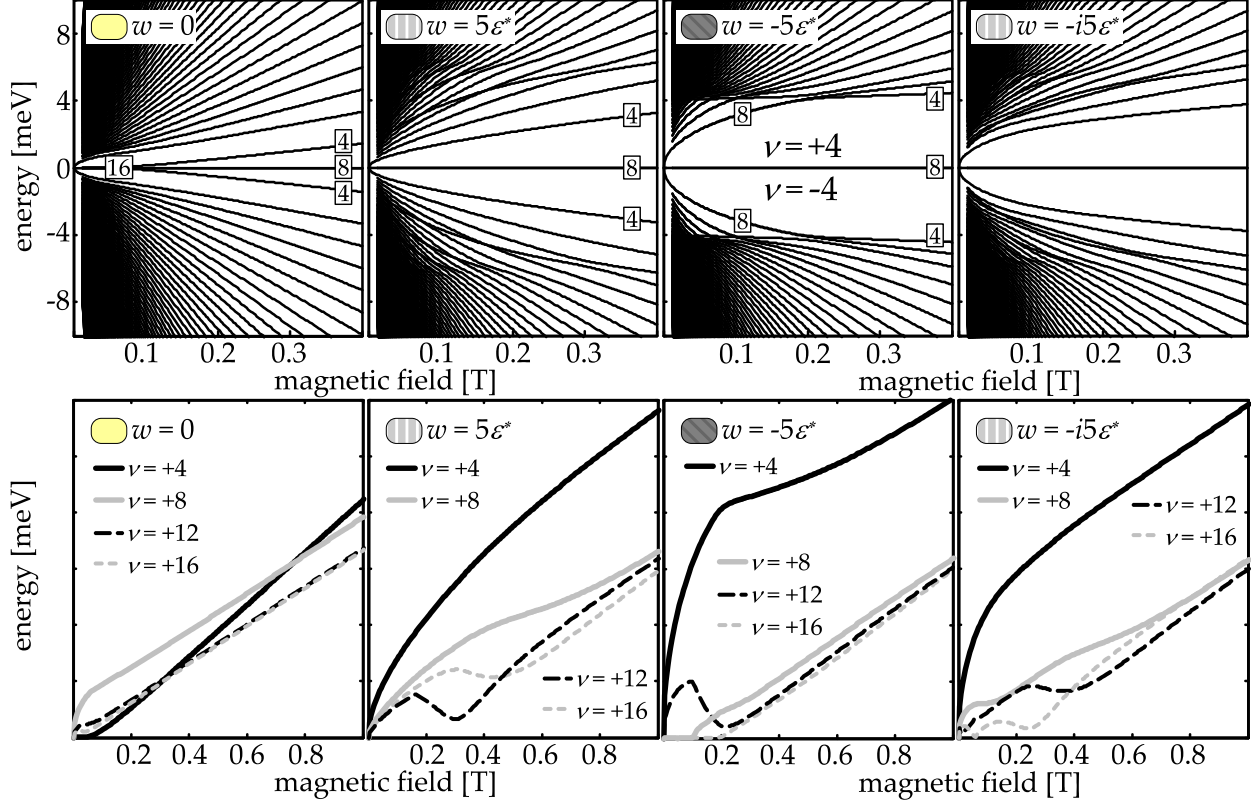 w = 0
w = 5ε*
w = -5ε*
w = -i5ε*
energy [meV]
8
4
0
-4
-8
4
16
8
4
4
8
4
8
4
ν = +4
8
ν = -4
8
4
0.1 0.2 0.3
0.1 0.2 0.3
0.1 0.2 0.3
0.1 0.2 0.3
magnetic field [T]
magnetic field [T]
energy [meV]
w = 0
ν = +4
ν = +8
ν = +12
ν = +16
w = 5ε*
ν = +4
ν = +8
ν = +12
ν = +16
w = -5ε*
ν = +4
ν = +8
ν = +12
ν = +16
w = -i5ε*
ν = +4
ν = +8
ν = +12
ν = +16
0.2 0.4 0.6 0.8
0.2 0.4 0.6 0.8
0.2 0.4 0.6 0.8
0.2 0.4 0.6 0.8
magnetic field [T]
magnetic field [T]